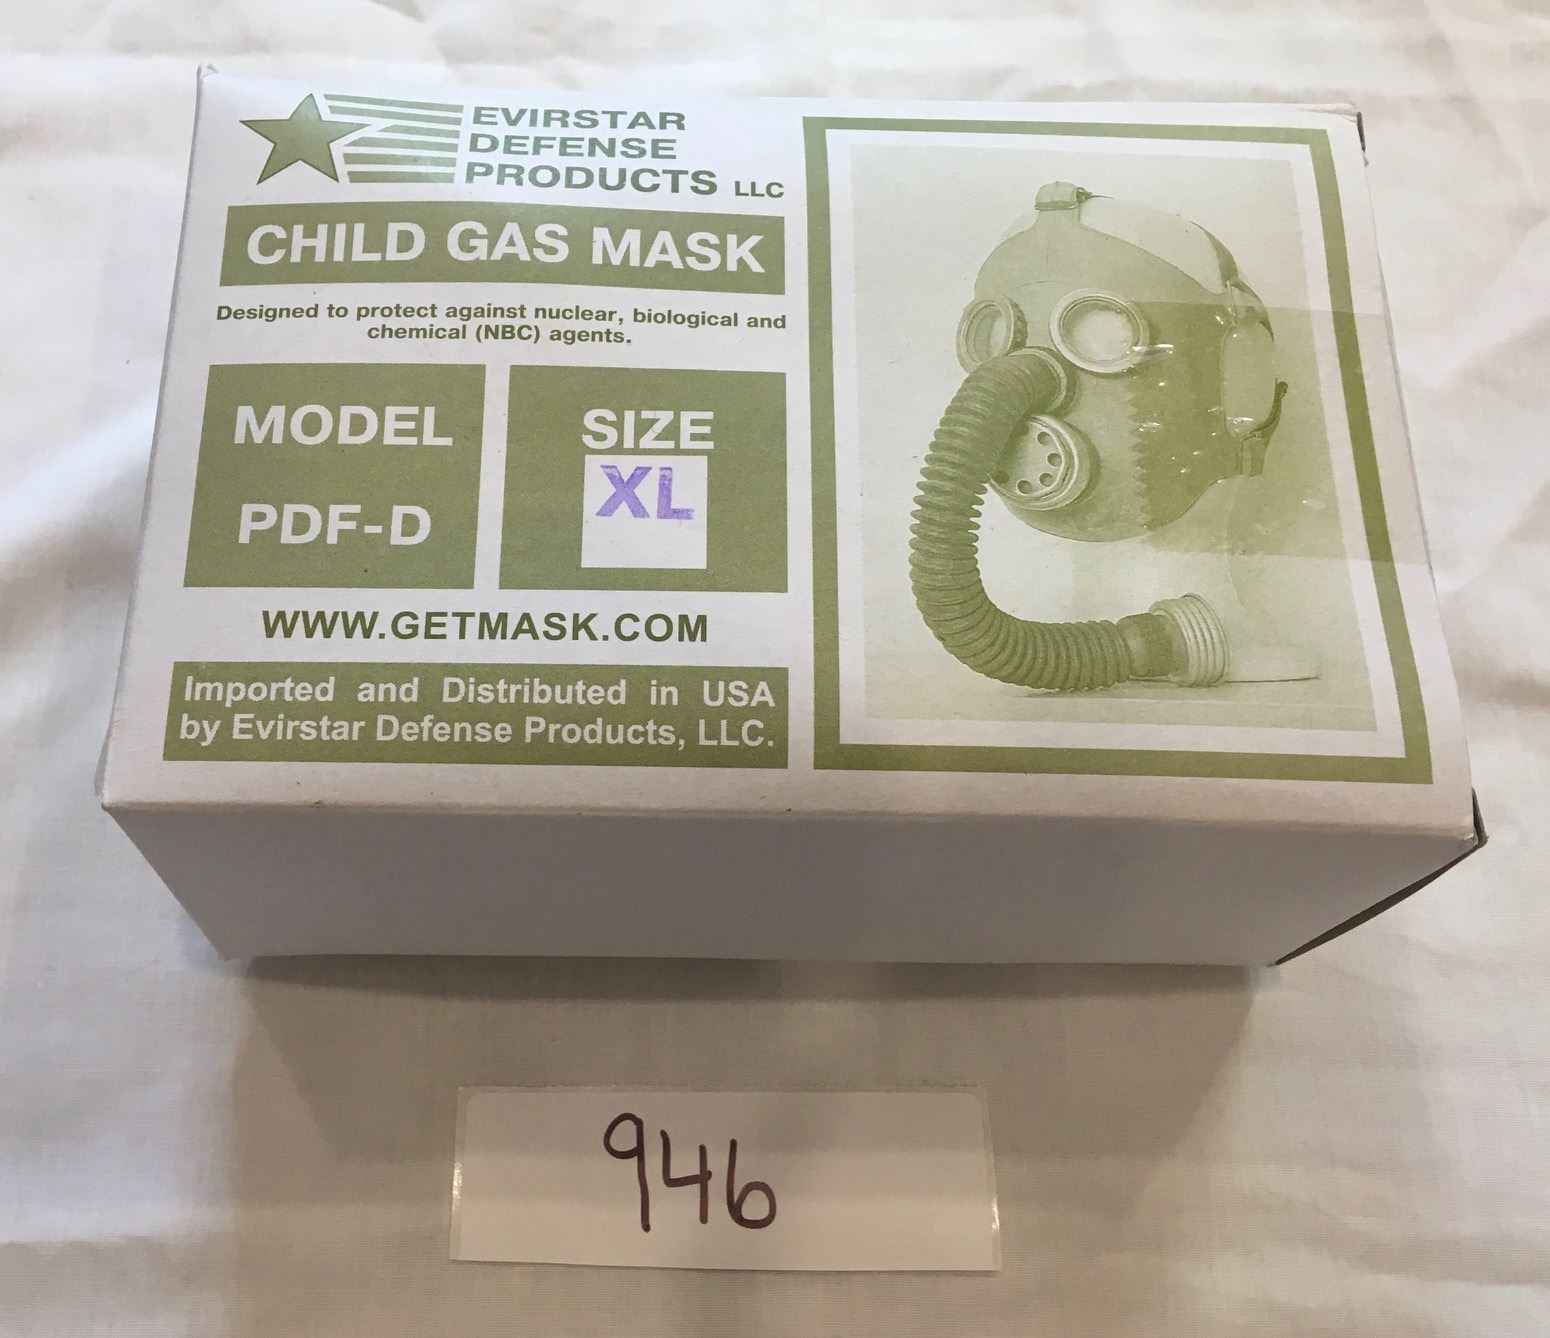 EVIRSTAR
DEFENSE
PRODUCTS LLC
CHILD GAS MASK
Designed to protect against nuclear, biological and
chemical (NBC) agents.
MODEL
PDF-D
SIZE
XL
WWW.GETMASK.COM
Imported and Distributed in USA
by Evirstar Defense Products, LLC.
946